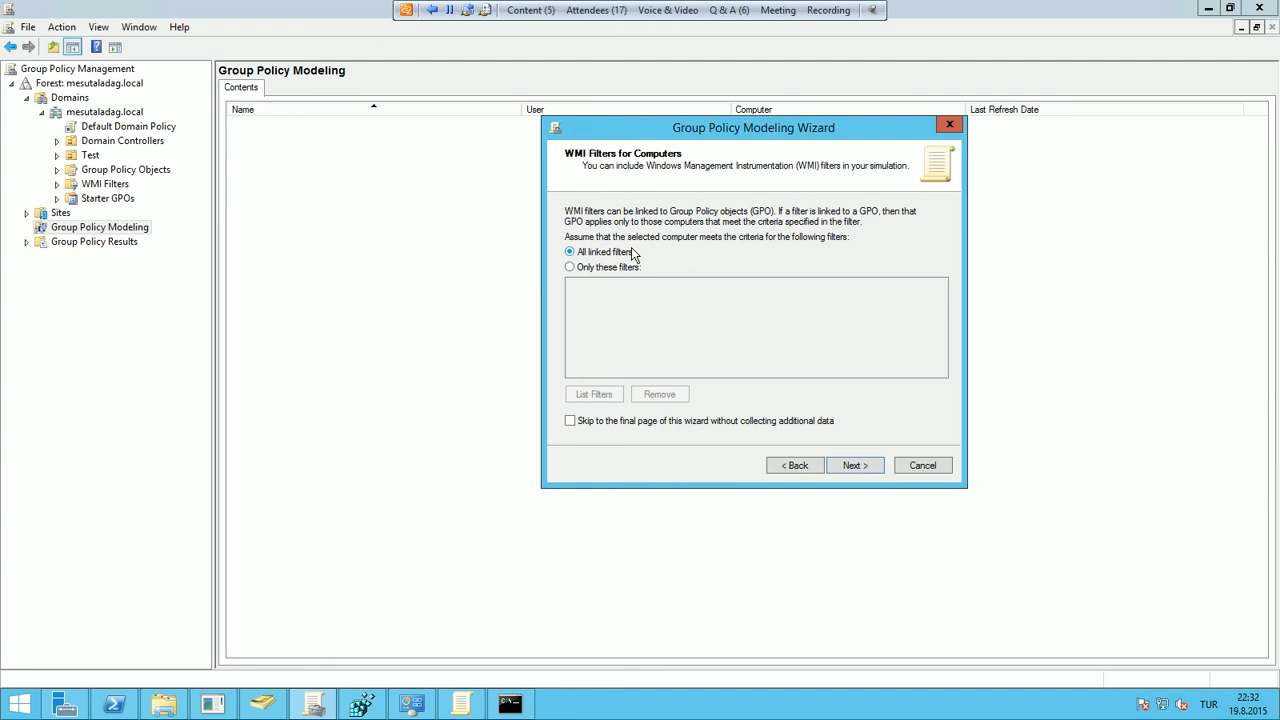 Content (5)
Attendees (17)
Voice & Video
Q & A (6)
Meeting
Recording
File
Action
View
Window
Help
Group Policy Management
Forest: mesutaladag.local
Domains
mesutaladag.local
Default Domain Policy
Domain Controllers
Test
Group Policy Objects
WMI Filters
Starter GPOs
Sites
Group Policy Modeling
Group Policy Results
Group Policy Modeling
Contents
Name
User
Computer
Last Refresh Date
Group Policy Modeling Wizard
WMI Filters for Computers
You can include Windows Management Instrumentation (WMI) filters in your simulation.
WMI filters can be linked to Group Policy objects (GPO). If a filter is linked to a GPO, then that
GPO applies only to those computers that meet the criteria specified in the filter.
Assume that the selected computer meets the criteria for the following filters:
All linked filters
Only these filters:
List Filters
Remove
Skip to the final page of this wizard without collecting additional data
< Back
Next >
Cancel
TUR
22:32
19.8.2015